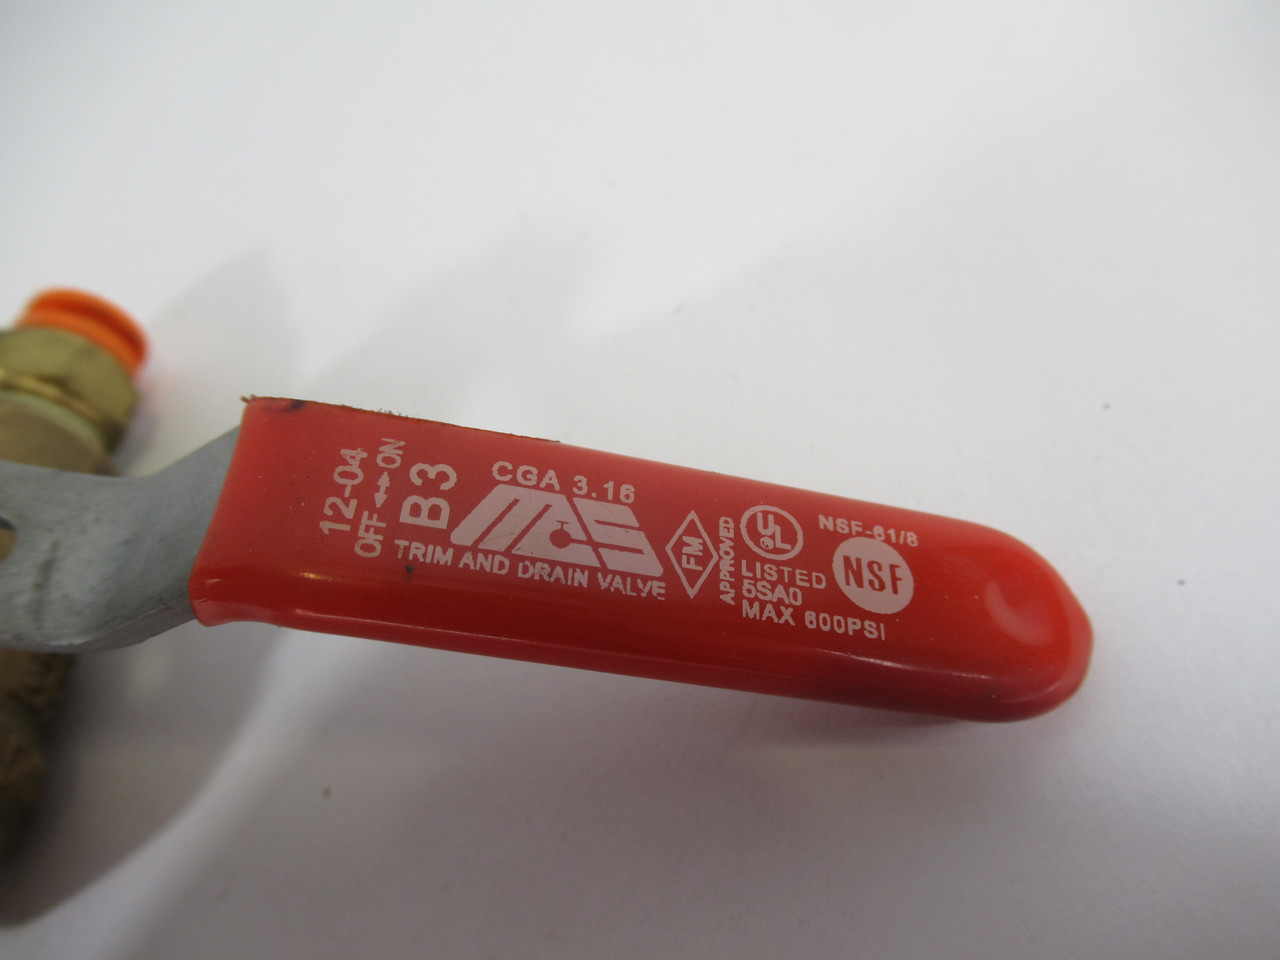 12-04
OFF ↔ ON
B3
CGA 3.16
MAS
TRIM AND DRAIN VALVE
FM
APPROVED
UL
LISTED
5SA0
MAX 600PSI
NSF-61/8
NSF